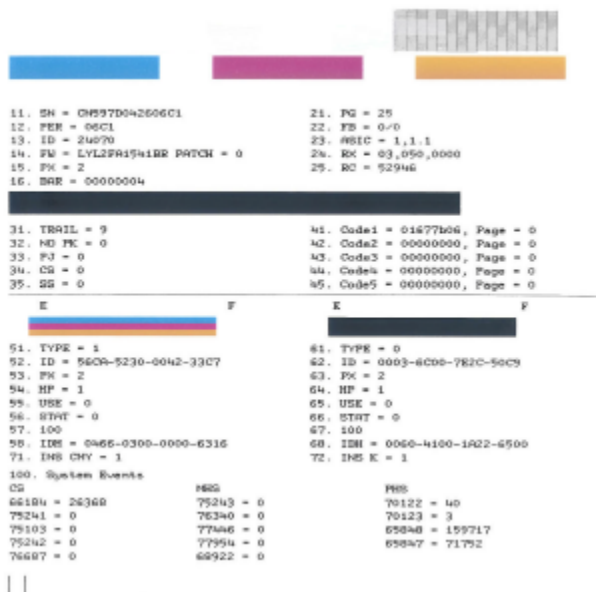 11. SN = CN597D042606C1
21. PG = 25
12. PER = 06C1
22. FB = 0/0
13. ID = 24070
23. ASIC = 1,1.1
14. FW = LYL2FA1541BR PATCH = 0
24. RX = 03,050,0000
15. PX = 2
25. RC = 52946
16. BAR = 00000004
31. TRAIL = 9
41. Code1 = 01677b06, Page = 0
32. NO PK = 0
42. Code2 = 00000000, Page = 0
33. PJ = 0
43. Code3 = 00000000, Page = 0
34. CS = 0
44. Code4 = 00000000, Page = 0
35. SS = 0
45. Code5 = 00000000, Page = 0
E F E F
51. TYPE = 1
61. TYPE = 0
52. ID = 56CA-5230-0042-33C7
62. ID = 0003-6C00-7E2C-50C9
53. PX = 2
63. PX = 2
54. HP = 1
64. HP = 1
55. USE = 0
65. USE = 0
56. STAT = 0
66. STAT = 0
57. 100
67. 100
58. IDH = 0466-0300-0000-6316
68. IDH = 0060-4100-1A22-6500
71. INS CMY = 1
72. INS K = 1
100. System Events
CS MRS PRS
66184 = 26368 75243 = 0 70122 = 40
75241 = 0 76340 = 0 70123 = 3
75103 = 0 77446 = 0 65848 = 159717
75242 = 0 77954 = 0 65847 = 71752
76687 = 0 68922 = 0